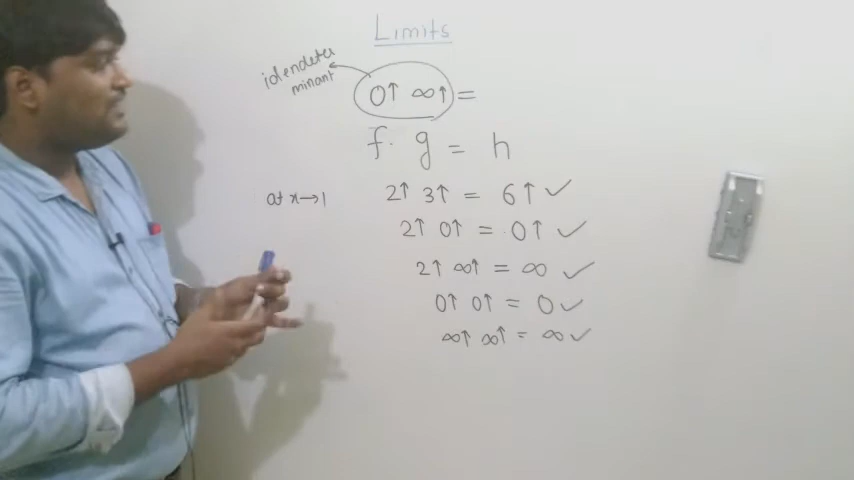 Limits
idendeter
minant
0↑ ∞↑ =
f. g = h
at x→1
2↑ 3↑ = 6↑ ✓
2↑ 0↑ = 0↑ ✓
2↑ ∞↑ = ∞ ✓
0↑ 0↑ = 0 ✓
∞↑ ∞↑ = ∞ ✓